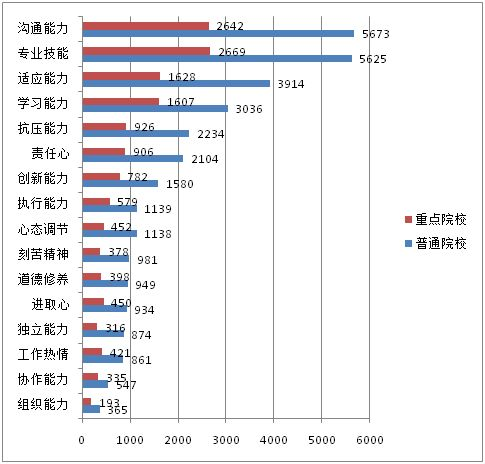 沟通能力 2642 5673
专业技能 2669 5625
适应能力 1628 3914
学习能力 1607 3036
抗压能力 926 2234
责任心 906 2104
创新能力 782 1580
执行能力 579 1139
心态调节 452 1138
刻苦精神 378 981
道德修养 398 949
进取心 450 934
独立能力 316 874
工作热情 421 861
协作能力 335 547
组织能力 193 365
0 1000 2000 3000 4000 5000 6000
重点院校
普通院校